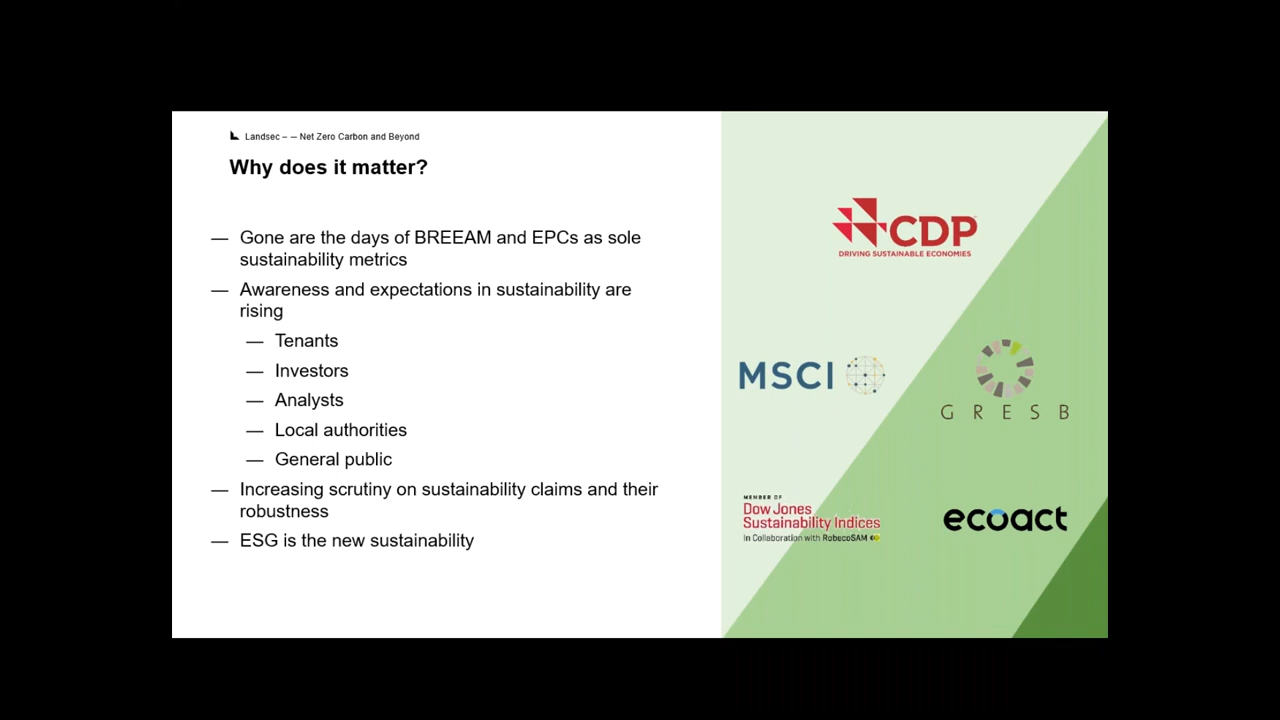 Landsec – — Net Zero Carbon and Beyond
Why does it matter?
— Gone are the days of BREEAM and EPCs as sole
sustainability metrics
— Awareness and expectations in sustainability are
rising
— Tenants
— Investors
— Analysts
— Local authorities
— General public
— Increasing scrutiny on sustainability claims and their
robustness
— ESG is the new sustainability
CDP
DRIVING SUSTAINABLE ECONOMIES
MSCI
GRESB
MEMBER OF
Dow Jones
Sustainability Indices
In Collaboration with RobecoSAM
ecoact